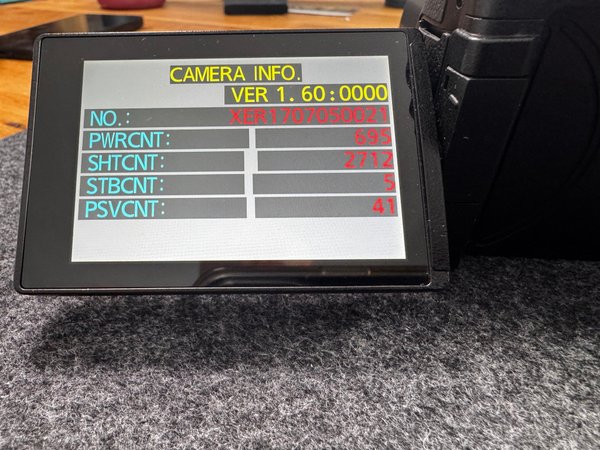 CAMERA INFO.
VER 1.60:0000
NO.: XER1707050021
PWRCNT: 695
SHTCNT: 2712
STBCNT: 5
PSVCNT: 41